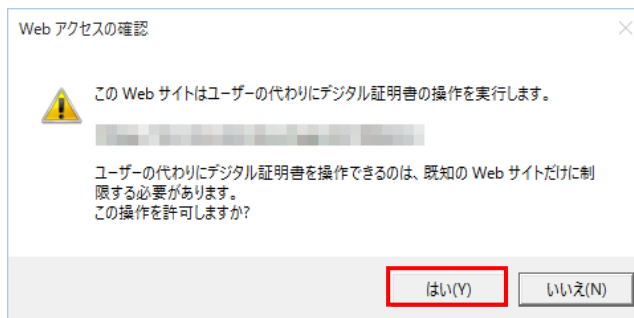 Web アクセスの確認
この Web サイトはユーザーの代わりにデジタル証明書の操作を実行します。
ユーザーの代わりにデジタル証明書を操作できるのは、既知の Web サイトだけに制
限する必要があります。
この操作を許可しますか?
はい(Y)
いいえ(N)